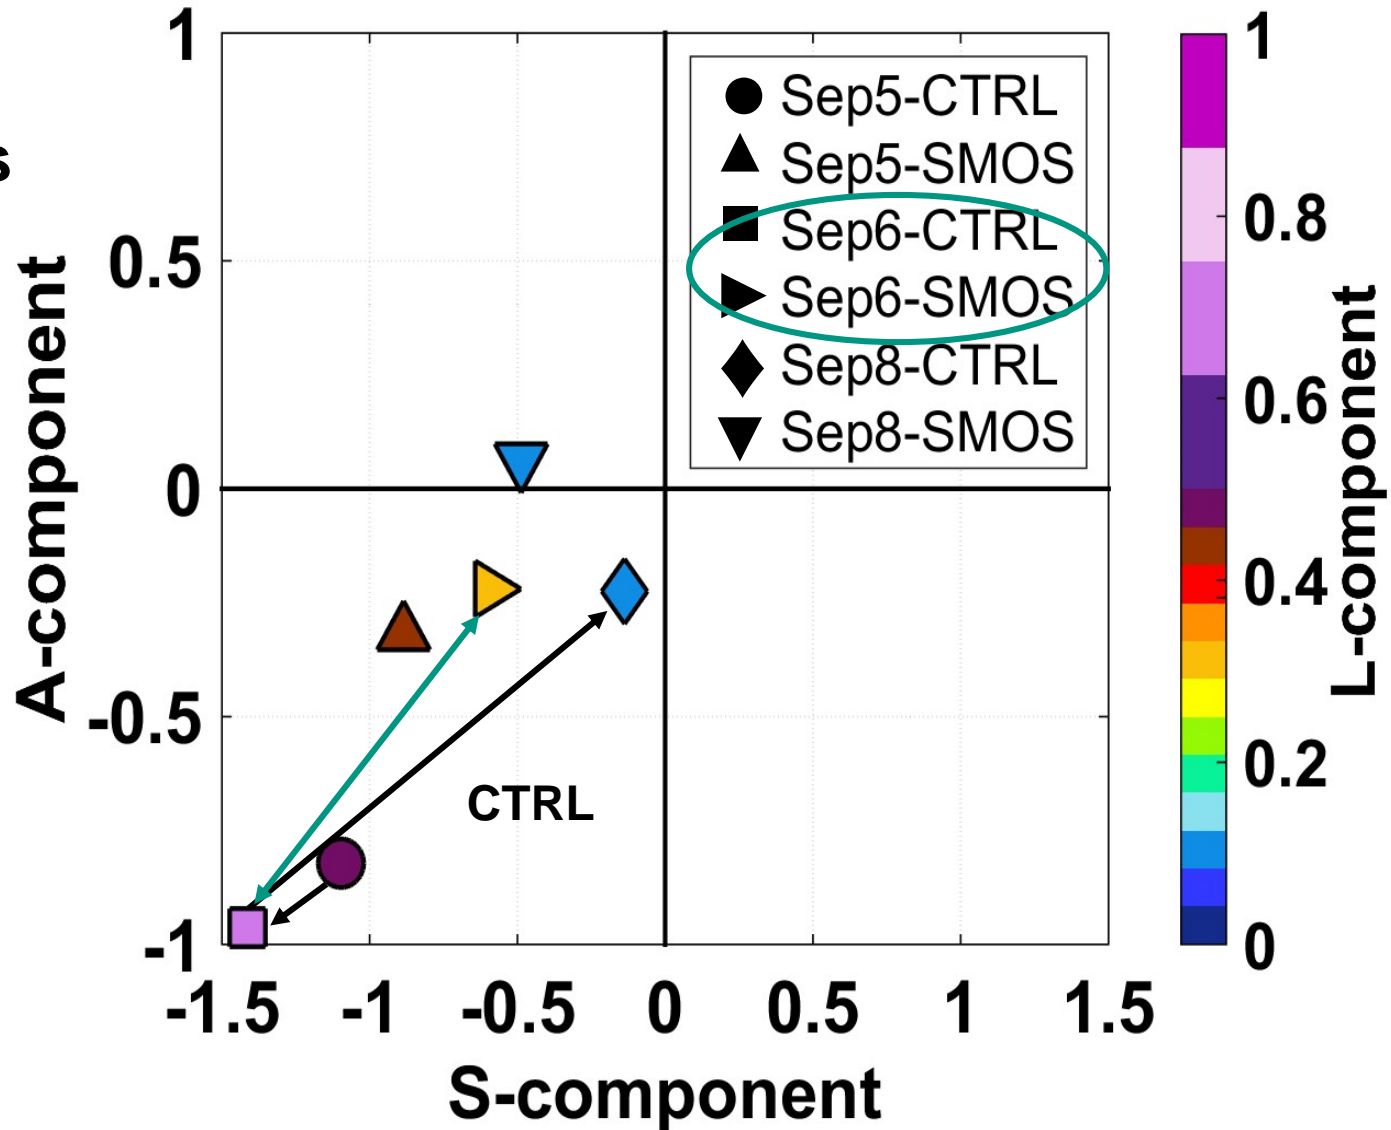 1
0.5
0
-0.5
-1
A-component
s
Sep5-CTRL
Sep5-SMOS
Sep6-CTRL
Sep6-SMOS
Sep8-CTRL
Sep8-SMOS
CTRL
-1.5 -1 -0.5 0 0.5 1 1.5
S-component
1
0.8
0.6
0.4
0.2
0
L-component